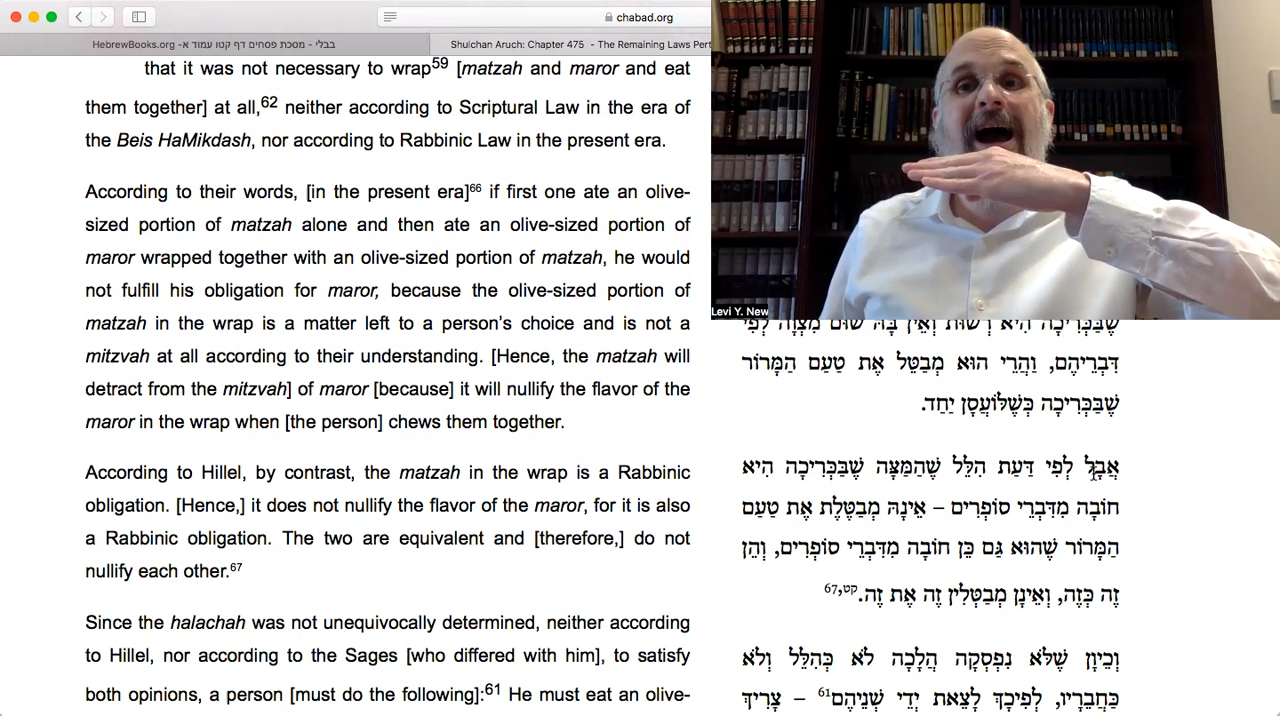 chabad.org
HebrewBooks.org -בבלי - מסכת פסחים דף קטו עמוד א
Shulchan Aruch: Chapter 475 - The Remaining Laws Pert
that it was not necessary to wrap59 [matzah and maror and eat
them together] at all,62 neither according to Scriptural Law in the era of
the Beis HaMikdash, nor according to Rabbinic Law in the present era.
According to their words, [in the present era]66 if first one ate an olive-
sized portion of matzah alone and then ate an olive-sized portion of
maror wrapped together with an olive-sized portion of matzah, he would
not fulfill his obligation for maror, because the olive-sized portion of
matzah in the wrap is a matter left to a person's choice and is not a
mitzvah at all according to their understanding. [Hence, the matzah will
detract from the mitzvah] of maror [because] it will nullify the flavor of the
maror in the wrap when [the person] chews them together.
According to Hillel, by contrast, the matzah in the wrap is a Rabbinic
obligation. [Hence,] it does not nullify the flavor of the maror, for it is also
a Rabbinic obligation. The two are equivalent and [therefore,] do not
nullify each other.67
Since the halachah was not unequivocally determined, neither according
to Hillel, nor according to the Sages [who differed with him], to satisfy
both opinions, a person [must do the following]:61 He must eat an olive-
Levi Y. New
שֶׁבַּכְּרִיכָה הִיא רְשׁוּת וְאֵין בָּהּ שׁוּם מִצְוָה לְפִי
דִּבְרֵיהֶם, וַהֲרֵי הוּא מְבַטֵּל אֶת טַעַם הַמָּרוֹר
שֶׁבַּכְּרִיכָה כְּשֶׁלּוֹעֲסָן יַחַד.
אֲבָל לְפִי דַּעַת הִלֵּל שֶׁהַמַּצָּה שֶׁבַּכְּרִיכָה הִיא
חוֹבָה מִדִּבְרֵי סוֹפְרִים – אֵינָהּ מְבַטֶּלֶת אֶת טַעַם
הַמָּרוֹר שֶׁהוּא גַּם כֵּן חוֹבָה מִדִּבְרֵי סוֹפְרִים, וְהֵן
זֶה כְּזֶה, וְאֵינָן מְבַטְּלִין זֶה אֶת זֶה.קט,67
וְכֵיוָן שֶׁלֹּא נִפְסְקָה הֲלָכָה לֹא כְּהִלֵּל וְלֹא
כַּחֲבֵרָיו, לְפִיכָךְ לָצֵאת יְדֵי שְׁנֵיהֶם61 – צָרִיךְ